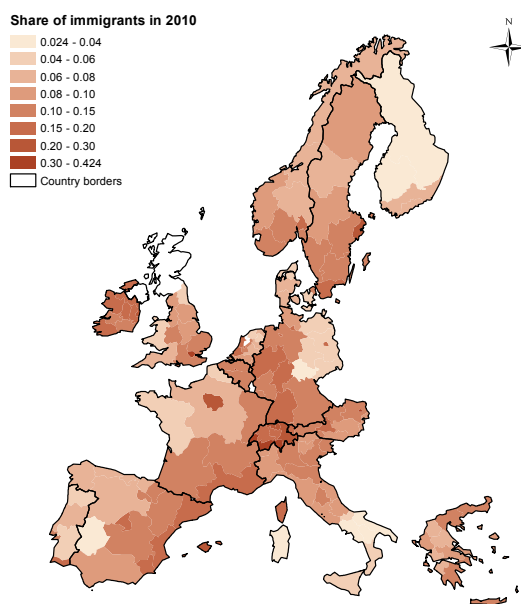 Share of immigrants in 2010
N
0.024 - 0.04
0.04 - 0.06
0.06 - 0.08
0.08 - 0.10
0.10 - 0.15
0.15 - 0.20
0.20 - 0.30
0.30 - 0.424
Country borders